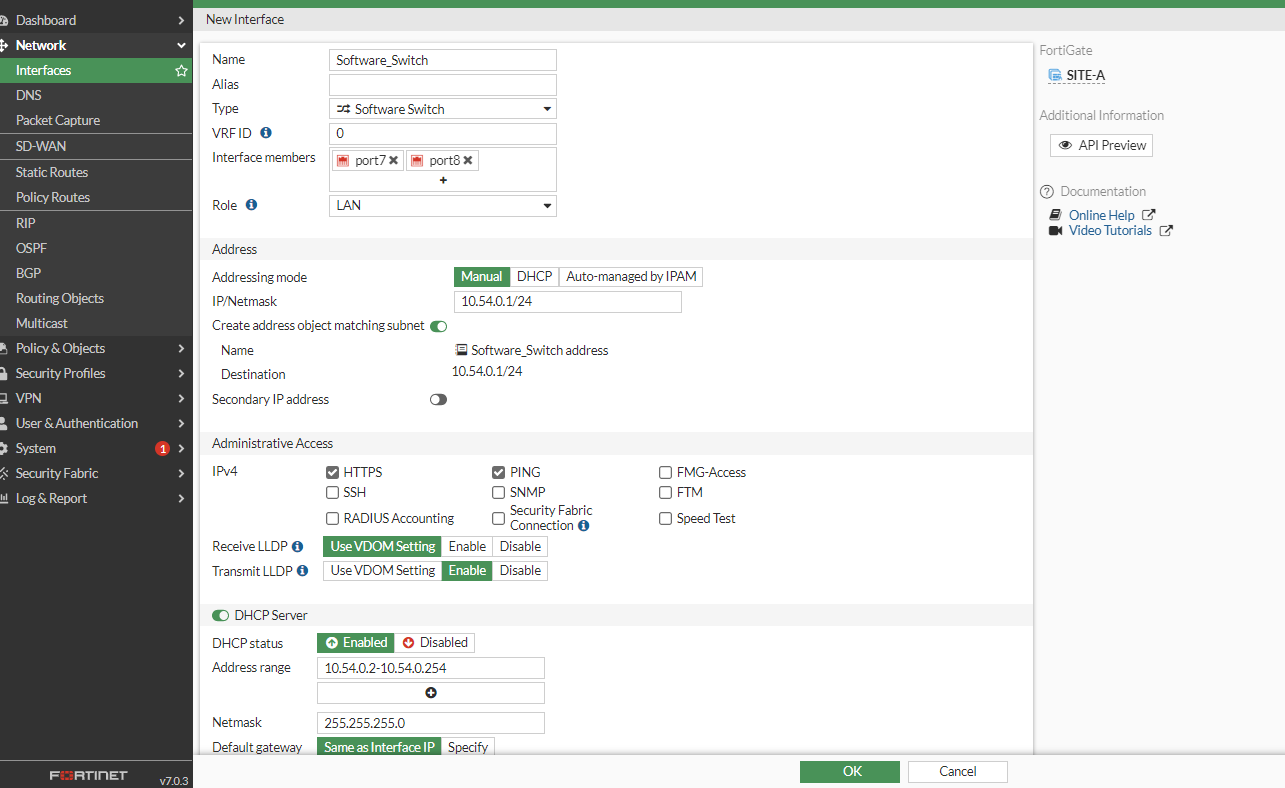 Dashboard
Network
Interfaces
DNS
Packet Capture
SD-WAN
Static Routes
Policy Routes
RIP
OSPF
BGP
Routing Objects
Multicast
Policy & Objects
Security Profiles
VPN
User & Authentication
System 1
Security Fabric
Log & Report
FORTINET v7.0.3
New Interface
Name Software_Switch
Alias
Type Software Switch
VRF ID 0
Interface members port7 port8
Role LAN
Address
Addressing mode Manual DHCP Auto-managed by IPAM
IP/Netmask 10.54.0.1/24
Create address object matching subnet
Name Software_Switch address
Destination 10.54.0.1/24
Secondary IP address
Administrative Access
IPv4 HTTPS PING FMG-Access
SSH SNMP FTM
RADIUS Accounting Security Fabric Connection Speed Test
Receive LLDP Use VDOM Setting Enable Disable
Transmit LLDP Use VDOM Setting Enable Disable
DHCP Server
DHCP status Enabled Disabled
Address range 10.54.0.2-10.54.0.254
Netmask 255.255.255.0
Default gateway Same as Interface IP Specify
OK Cancel
FortiGate
SITE-A
Additional Information
API Preview
Documentation
Online Help
Video Tutorials